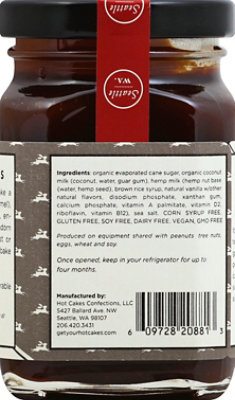 Seattle
WA.
Seattle
WA.
Ingredients: organic evaporated cane sugar, organic coconut
milk (coconut, water, guar gum), hemp milk (hemp nut base
(water, hemp seed), brown rice syrup, natural vanilla w/other
natural flavors, disodium phosphate, xanthan gum,
calcium phosphate, vitamin A palmitate, vitamin D2,
riboflavin, vitamin B12), sea salt. CORN SYRUP FREE,
GLUTEN FREE, SOY FREE, DAIRY FREE, VEGAN, GMO FREE
Produced on equipment shared with peanuts, tree nuts,
eggs, wheat and soy.
Once opened, keep in your refrigerator for up to
four months.
Manufactured by:
Hot Cakes Confections, LLC
5427 Ballard Ave. NW
Seattle, WA 98107
206.420.3431
getyourhotcakes.com
6 09728 20881 3